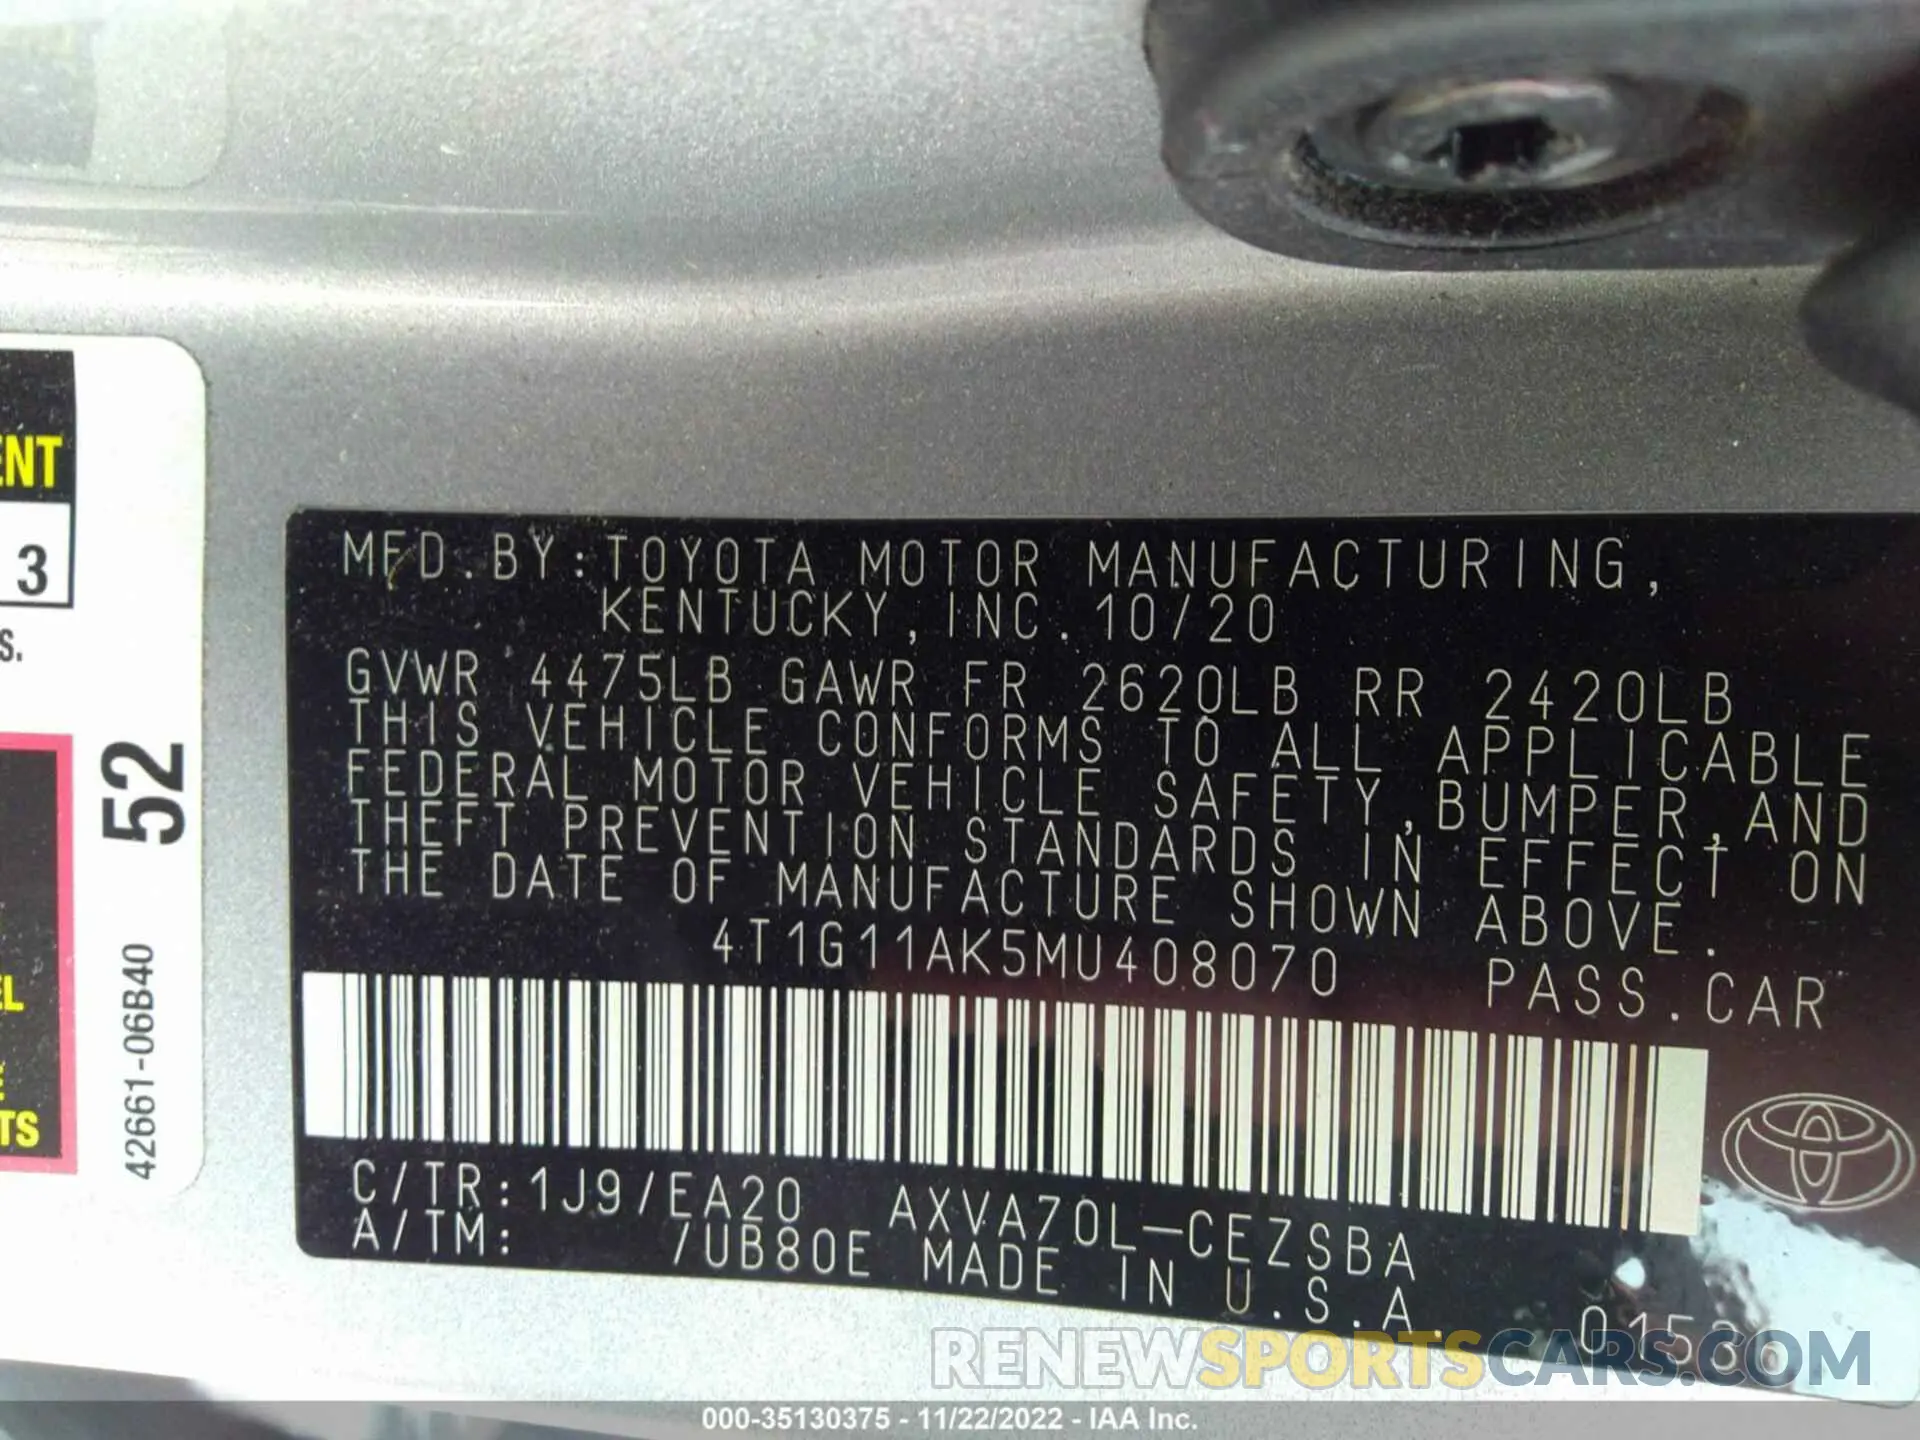 ENT
3
S.
52
EL
TS
42661-06B40
MFD.BY:TOYOTA MOTOR MANUFACTURING,
KENTUCKY,INC.10/20
GVWR 4475LB GAWR FR 2620LB RR 2420LB
THIS VEHICLE CONFORMS TO ALL APPLICABLE
FEDERAL MOTOR VEHICLE SAFETY,BUMPER,AND
THEFT PREVENTION STANDARDS IN EFFECT ON
THE DATE OF MANUFACTURE SHOWN ABOVE.
4T1G11AK5MU408070 PASS.CAR
C/TR:1J9/EA20 AXVA70L-CEZSBA
A/TM: /UB80E MADE IN U.S.A.
RENEWSPORTSCARS.COM
000-35130375 - 11/22/2022 - IAA Inc.